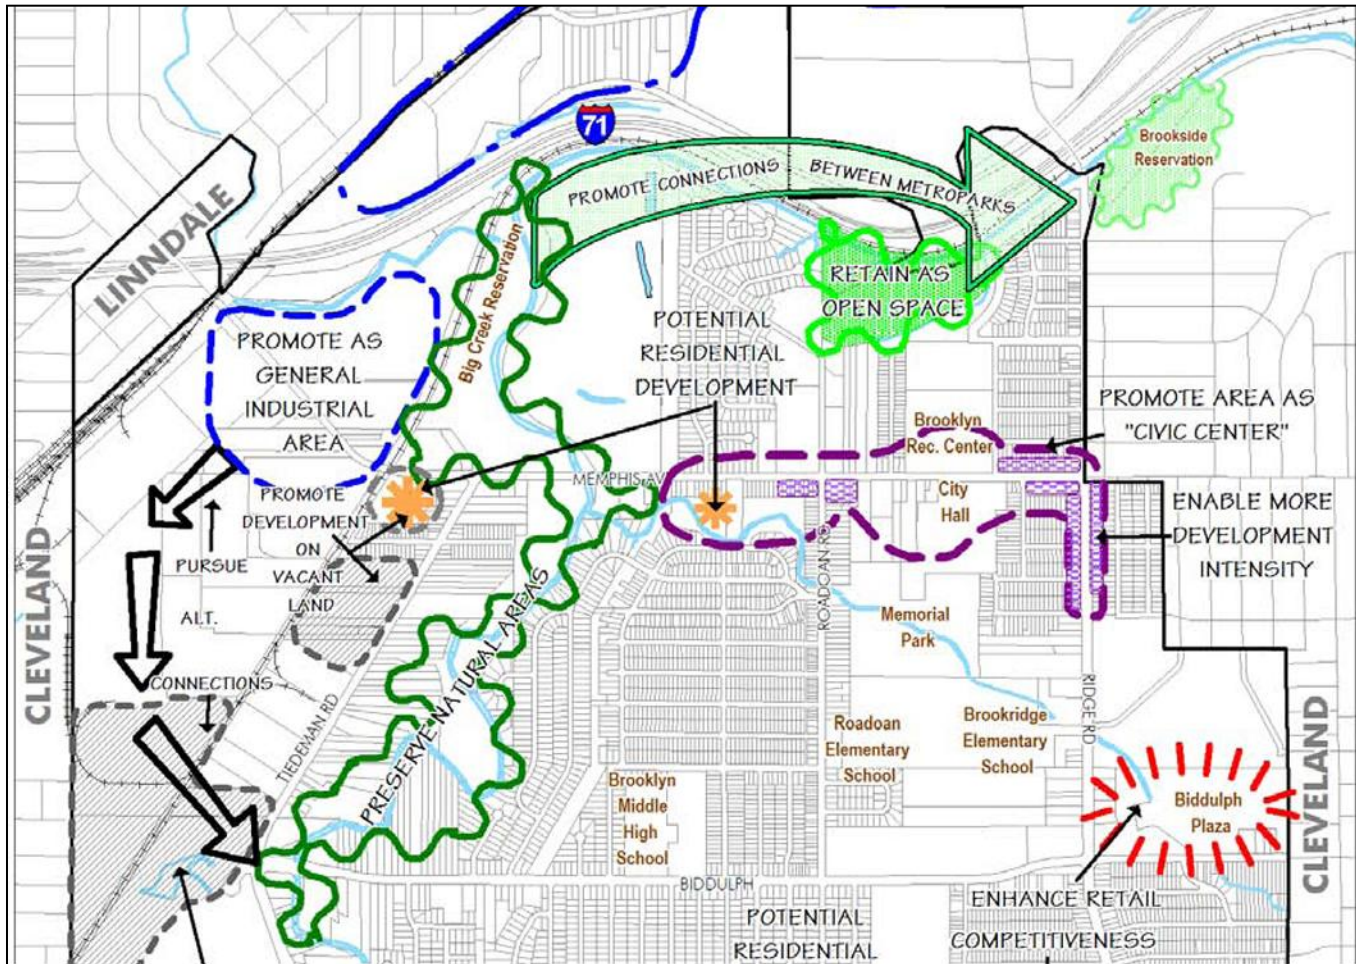 71
Brookside
Reservation
PROMOTE CONNECTIONS
BETWEEN METROPARKS
LINNDALE
Big Creek Reservation
RETAIN AS
OPEN SPACE
PROMOTE AS
GENERAL
INDUSTRIAL
AREA
POTENTIAL
RESIDENTIAL
DEVELOPMENT
PROMOTE AREA AS
"CIVIC CENTER"
Brooklyn
Rec. Center
MEMPHIS AV
City
Hall
ENABLE MORE
DEVELOPMENT
INTENSITY
PROMOTE
DEVELOPMENT
ON
VACANT
LAND
PURSUE
ALT.
CONNECTIONS
CLEVELAND
ROADOAN RD
Memorial
Park
PRESERVE NATURAL AREAS
TIEDEMAN RD
RIDGE RD
Roadoan
Elementary
School
Brookridge
Elementary
School
Brooklyn
Middle
High
School
Biddulph
Plaza
CLEVELAND
BIDDULPH
POTENTIAL
RESIDENTIAL
ENHANCE RETAIL
COMPETITIVENESS